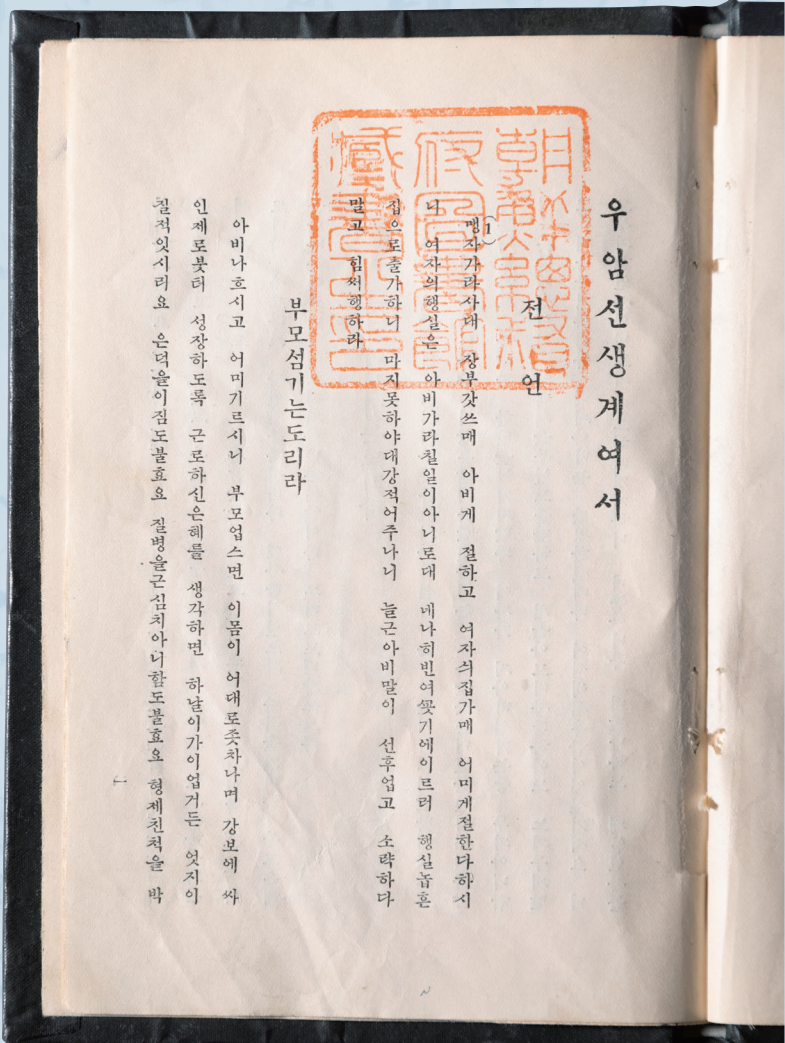 우암선생계여서
전언
(1)
맹자가라사대 장부갓쓰매 아비게 절하고 여자싀집가매 어미게절한다하시
니 여자의행실은 아비가라칠일이아니로대 네나히빈여꼿기에이르러 행실놉흔
집으로출가하니 마지못하야대강적어주나니 늘근아비말이 선후업고 소략하다
말고 힘써행하라
부모섬기는도리라
아비나흐시고 어미기르시니 부모업스면 이몸이 어대로좃차나며 강보에 싸
인제로붓터 성장하도록 근로하신은혜를 생각하면 하날이가이업거든 엇지이
칠적잇시리요 은덕을이짐도불효요 질병을근심치아니함도불효요 형제친척을 박